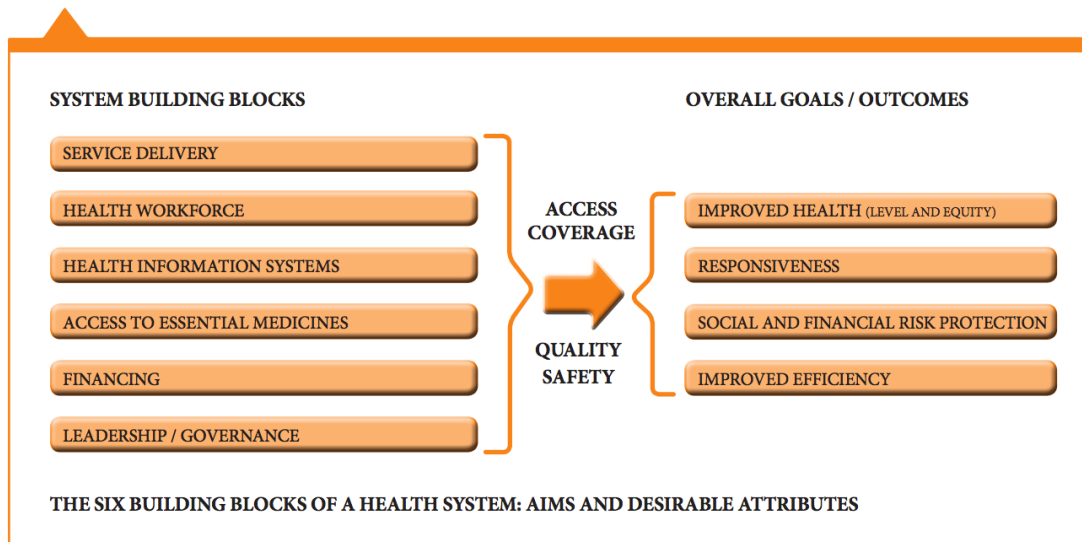 SYSTEM BUILDING BLOCKS
SERVICE DELIVERY
HEALTH WORKFORCE
HEALTH INFORMATION SYSTEMS
ACCESS TO ESSENTIAL MEDICINES
FINANCING
LEADERSHIP / GOVERNANCE
ACCESS
COVERAGE
QUALITY
SAFETY
OVERALL GOALS / OUTCOMES
IMPROVED HEALTH (LEVEL AND EQUITY)
RESPONSIVENESS
SOCIAL AND FINANCIAL RISK PROTECTION
IMPROVED EFFICIENCY
THE SIX BUILDING BLOCKS OF A HEALTH SYSTEM: AIMS AND DESIRABLE ATTRIBUTES